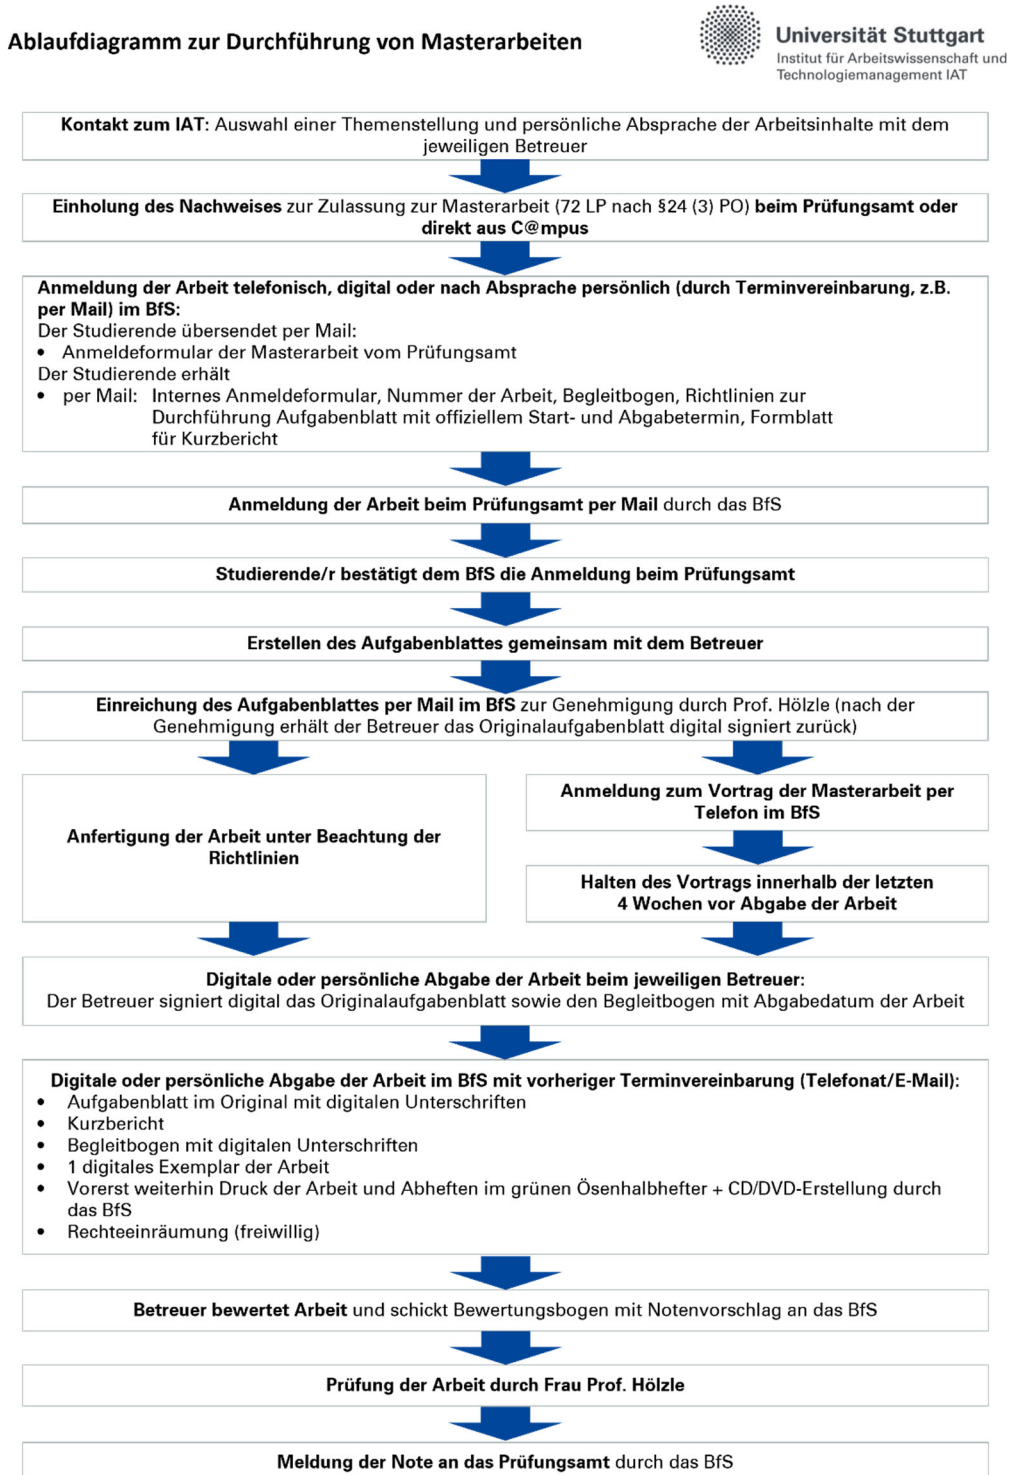 Ablaufdiagramm zur Durchführung von Masterarbeiten
Universität Stuttgart
Institut für Arbeitswissenschaft und
Technologiemanagement IAT
Kontakt zum IAT: Auswahl einer Themenstellung und persönliche Absprache der Arbeitsinhalte mit dem
jeweiligen Betreuer
Einholung des Nachweises zur Zulassung zur Masterarbeit (72 LP nach §24 (3) PO) beim Prüfungsamt oder
direkt aus C@mpus
Anmeldung der Arbeit telefonisch, digital oder nach Absprache persönlich (durch Terminvereinbarung, z.B.
per Mail) im BfS:
Der Studierende übersendet per Mail:
• Anmeldeformular der Masterarbeit vom Prüfungsamt
Der Studierende erhält
• per Mail: Internes Anmeldeformular, Nummer der Arbeit, Begleitbogen, Richtlinien zur
Durchführung Aufgabenblatt mit offiziellem Start- und Abgabetermin, Formblatt
für Kurzbericht
Anmeldung der Arbeit beim Prüfungsamt per Mail durch das BfS
Studierende/r bestätigt dem BfS die Anmeldung beim Prüfungsamt
Erstellen des Aufgabenblattes gemeinsam mit dem Betreuer
Einreichung des Aufgabenblattes per Mail im BfS zur Genehmigung durch Prof. Hölzle (nach der
Genehmigung erhält der Betreuer das Originalaufgabenblatt digital signiert zurück)
Anfertigung der Arbeit unter Beachtung der
Richtlinien
Anmeldung zum Vortrag der Masterarbeit per
Telefon im BfS
Halten des Vortrags innerhalb der letzten
4 Wochen vor Abgabe der Arbeit
Digitale oder persönliche Abgabe der Arbeit beim jeweiligen Betreuer:
Der Betreuer signiert digital das Originalaufgabenblatt sowie den Begleitbogen mit Abgabedatum der Arbeit
Digitale oder persönliche Abgabe der Arbeit im BfS mit vorheriger Terminvereinbarung (Telefonat/E-Mail):
• Aufgabenblatt im Original mit digitalen Unterschriften
• Kurzbericht
• Begleitbogen mit digitalen Unterschriften
• 1 digitales Exemplar der Arbeit
• Vorerst weiterhin Druck der Arbeit und Abheften im grünen Ösenhalbhefter + CD/DVD-Erstellung durch
das BfS
• Rechteeinräumung (freiwillig)
Betreuer bewertet Arbeit und schickt Bewertungsbogen mit Notenvorschlag an das BfS
Prüfung der Arbeit durch Frau Prof. Hölzle
Meldung der Note an das Prüfungsamt durch das BfS